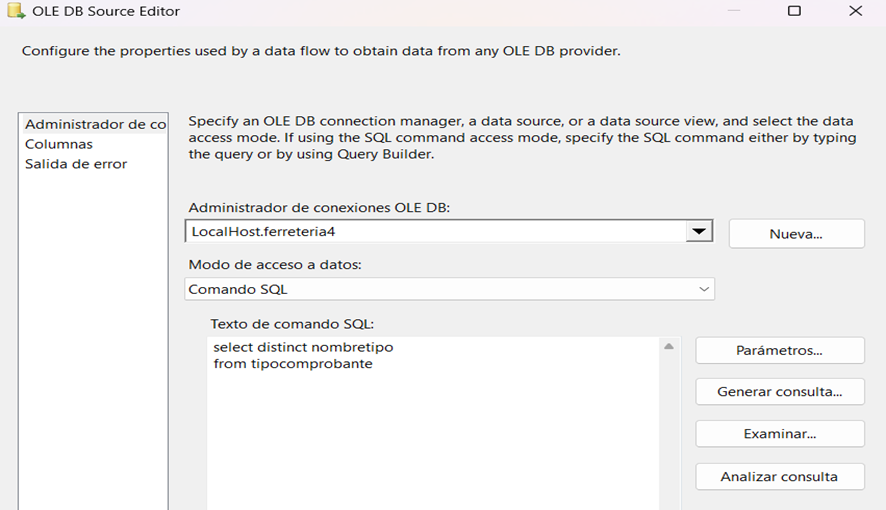 OLE DB Source Editor
Configure the properties used by a data flow to obtain data from any OLE DB provider.
Administrador de co
Columnas
Salida de error
Specify an OLE DB connection manager, a data source, or a data source view, and select the data
access mode. If using the SQL command access mode, specify the SQL command either by typing
the query or by using Query Builder.
Administrador de conexiones OLE DB:
LocalHost.ferreteria4
Nueva...
Modo de acceso a datos:
Comando SQL
Texto de comando SQL:
select distinct nombretipo
from tipocomprobante
Parámetros...
Generar consulta...
Examinar...
Analizar consulta